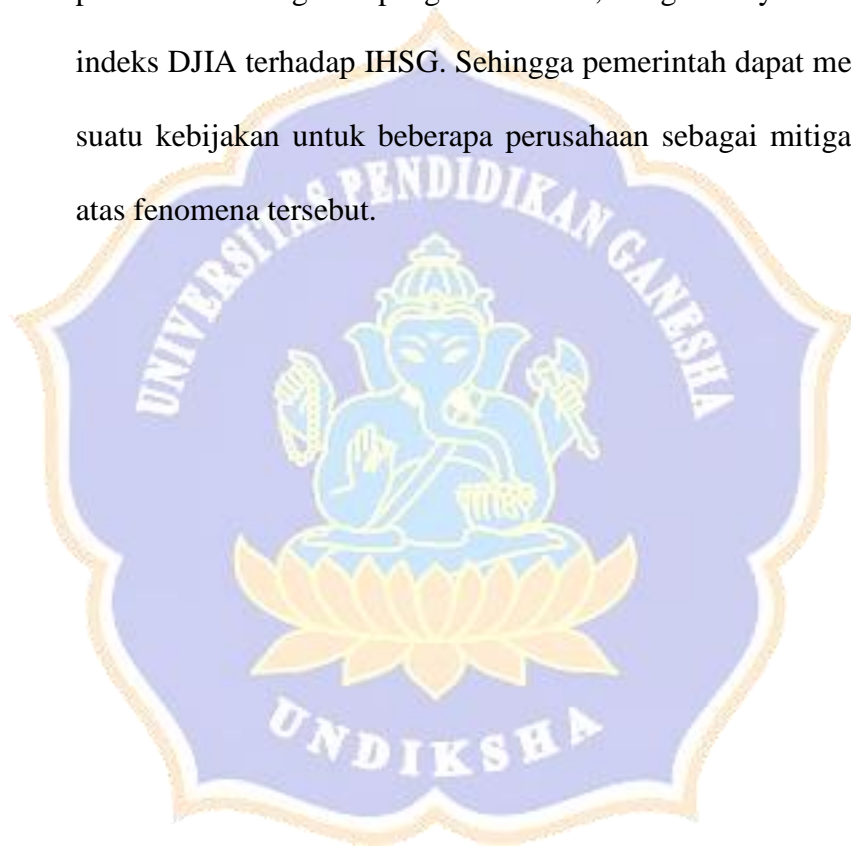 indeks DJIA terhadap IHSG. Sehingga pemerintah dapat me
suatu kebijakan untuk beberapa perusahaan sebagai mitiga
atas fenomena tersebut.
UNIVERSITAS PENDIDIKAN GANESHA
UNDIKSHA